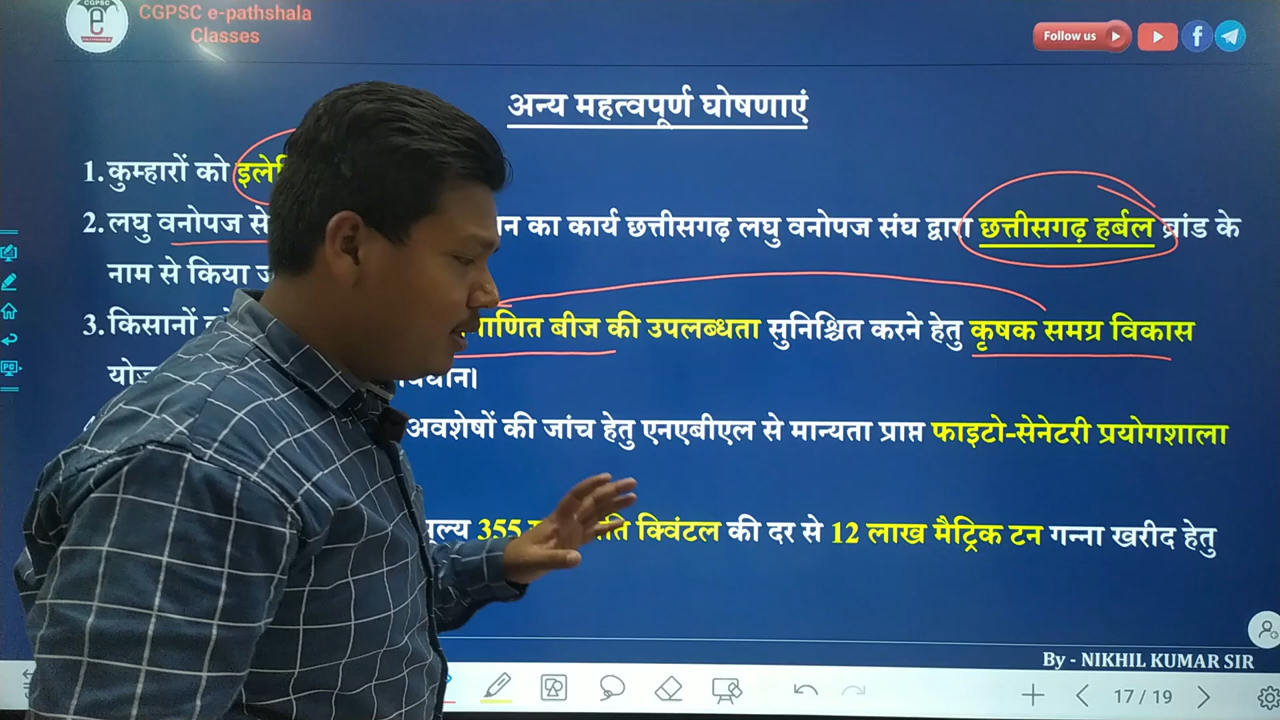 CGPSC
e
CGPSC e-pathshala
Classes
Follow us
अन्य महत्वपूर्ण घोषणाएं
1. कुम्हारों को
2. लघु वनोपज से का कार्य छत्तीसगढ़ लघु वनोपज संघ द्वारा छत्तीसगढ़ हर्बल ब्रांड के
नाम से किया
3. किसानों बीज की उपलब्धता सुनिश्चित करने हेतु कृषक समग्र विकास
अवशेषों की जांच हेतु एनएबीएल से मान्यता प्राप्त फाइटो-सेनेटरी प्रयोगशाला
355 क्विंटल की दर से 12 लाख मैट्रिक टन गन्ना खरीद हेतु
By - NIKHIL KUMAR SIR
17 / 19